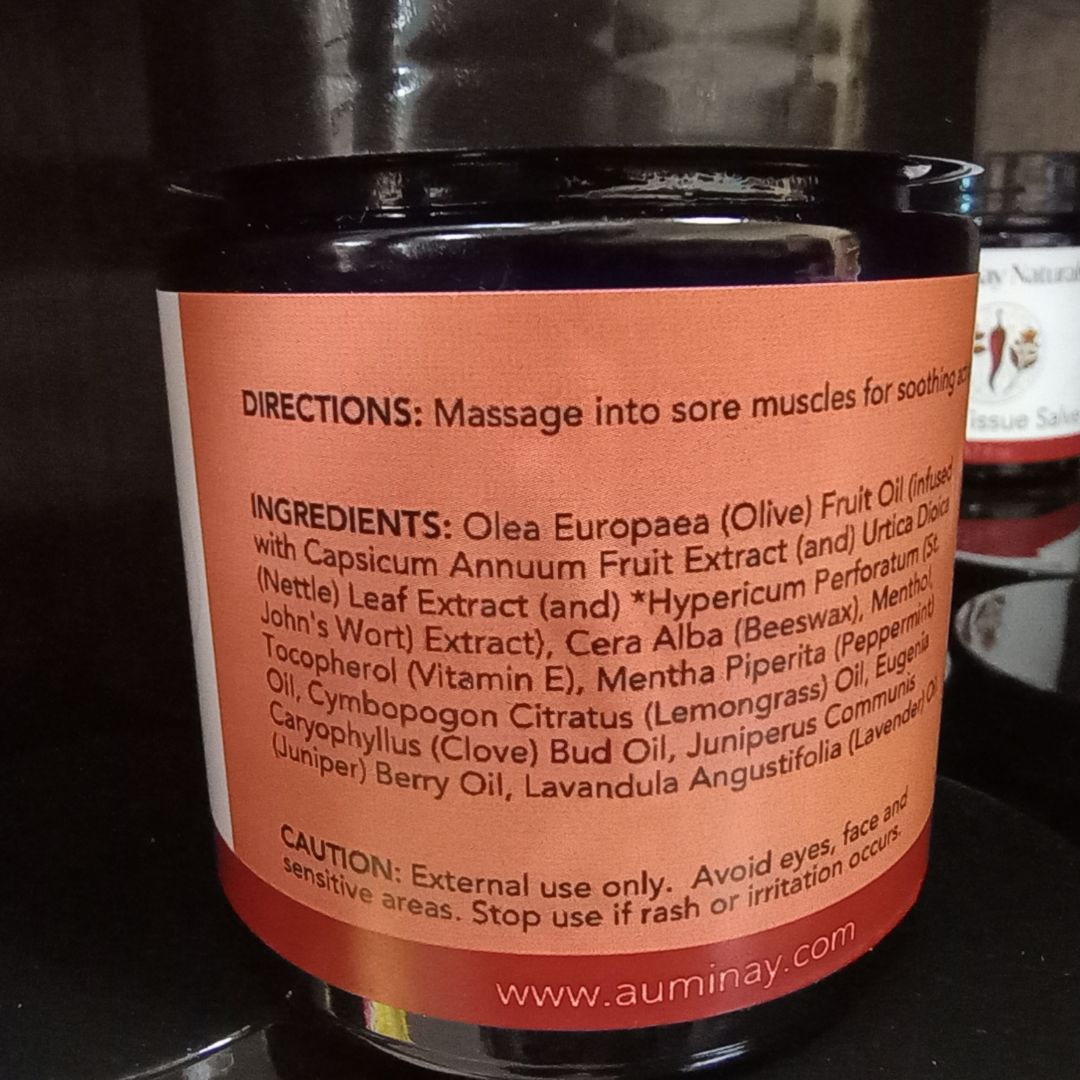 DIRECTIONS: Massage into sore muscles for soothing
INGREDIENTS: Olea Europaea (Olive) Fruit Oil (infused
with Capsicum Annuum Fruit Extract (and) Urtica Dioica
(Nettle) Leaf Extract (and) *Hypericum Perforatum (St.
John's Wort) Extract), Cera Alba (Beeswax), Menthol,
Tocopherol (Vitamin E), Mentha Piperita (Peppermint)
Oil, Cymbopogon Citratus (Lemongrass) Oil, Eugenia
Caryophyllus (Clove) Bud Oil, Juniperus Communis
(Juniper) Berry Oil, Lavandula Angustifolia (Lavender)
CAUTION: External use only. Avoid eyes, face and
sensitive areas. Stop use if rash or irritation occurs.
www.auminay.com